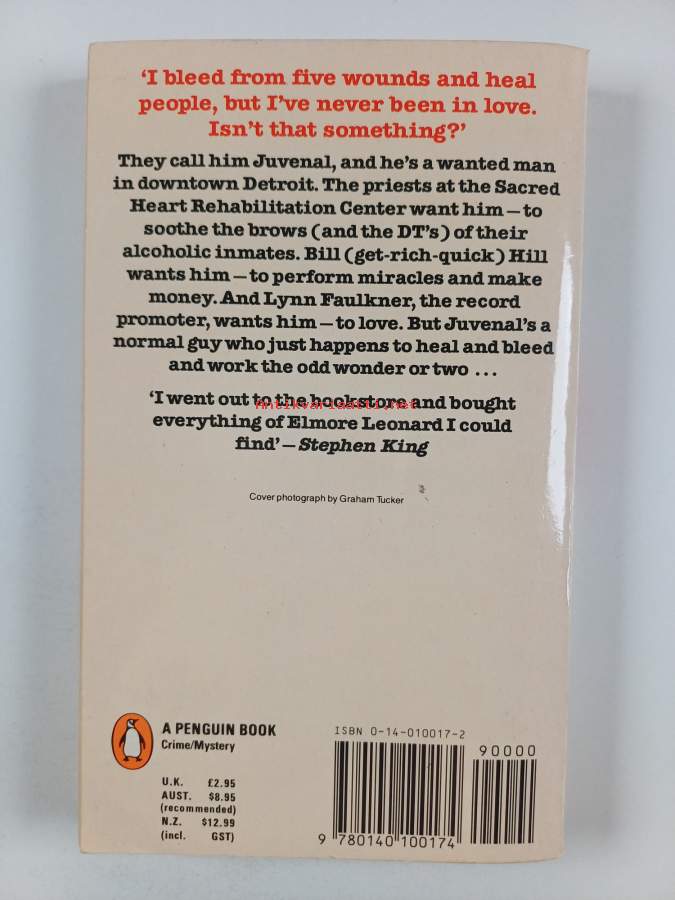 ‘I bleed from five wounds and heal
people, but I’ve never been in love.
Isn’t that something?’
They call him Juvenal, and he’s a wanted man
in downtown Detroit. The priests at the Sacred
Heart Rehabilitation Center want him – to
soothe the brows (and the DT’s) of their
alcoholic inmates. Bill (get-rich-quick) Hill
wants him – to perform miracles and make
money. And Lynn Faulkner, the record
promoter, wants him – to love. But Juvenal’s a
normal guy who just happens to heal and bleed
and work the odd wonder or two ...
‘I went out to the bookstore and bought
antikvariaatti.net
everything of Elmore Leonard I could
find’ – Stephen King
Cover photograph by Graham Tucker
A PENGUIN BOOK
Crime/Mystery
U.K. £2.95
AUST. $8.95
(recommended)
N.Z. $12.99
(incl. GST)
ISBN 0-14-010017-2
90000
9 780140 100174